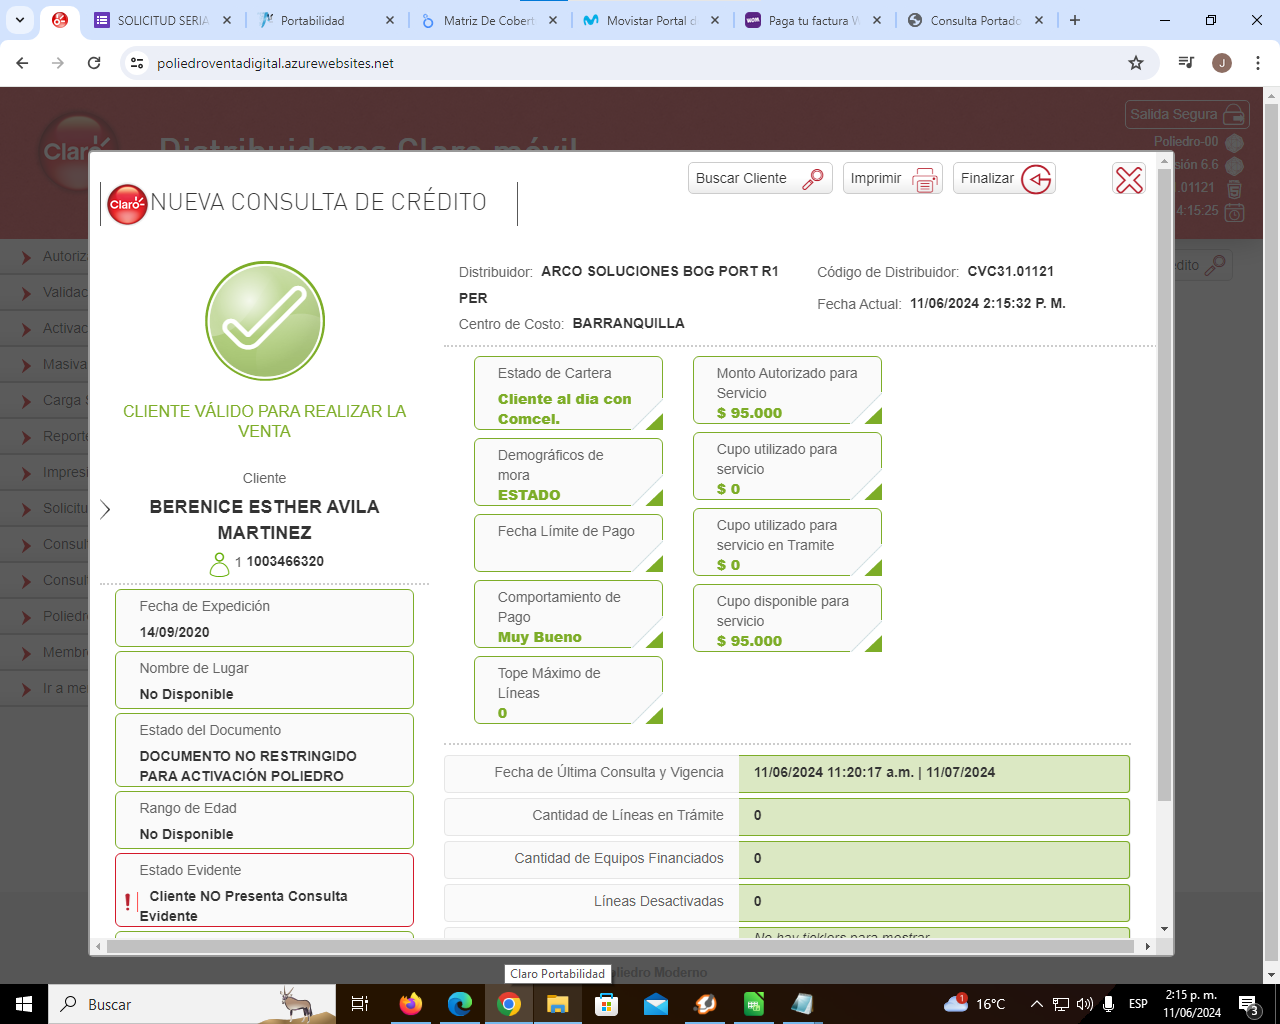 SOLICITUD SERIA
Portabilidad
Matriz De Cobert
Movistar Portal d
WOM
Paga tu factura W
Consulta Portado
poliedroventadigital.azurewebsites.net
J
Claro
Distribuidores Claro móvil
Salida Segura
Poliedro-00
sión 6.6
.01121
4:15:25
Autoriz
Validac
Activac
Masiva
Carga
Reporte
Impresi
Solicitu
Consul
Consul
Poliedro
Membr
Ir a me
dito
Buscar Cliente
Imprimir
Finalizar
Claro
NUEVA CONSULTA DE CRÉDITO
CLIENTE VÁLIDO PARA REALIZAR LA
VENTA
Cliente
BERENICE ESTHER AVILA
MARTINEZ
1 1003466320
Fecha de Expedición
14/09/2020
Nombre de Lugar
No Disponible
Estado del Documento
DOCUMENTO NO RESTRINGIDO
PARA ACTIVACIÓN POLIEDRO
Rango de Edad
No Disponible
Estado Evidente
! Cliente NO Presenta Consulta
Evidente
Distribuidor: ARCO SOLUCIONES BOG PORT R1
PER
Centro de Costo: BARRANQUILLA
Código de Distribuidor: CVC31.01121
Fecha Actual: 11/06/2024 2:15:32 P. M.
Estado de Cartera
Cliente al dia con
Comcel.
Demográficos de
mora
ESTADO
Fecha Límite de Pago
Comportamiento de
Pago
Muy Bueno
Tope Máximo de
Líneas
0
Monto Autorizado para
Servicio
$ 95.000
Cupo utilizado para
servicio
$ 0
Cupo utilizado para
servicio en Tramite
$ 0
Cupo disponible para
servicio
$ 95.000
Fecha de Última Consulta y Vigencia 11/06/2024 11:20:17 a.m. | 11/07/2024
Cantidad de Líneas en Trámite 0
Cantidad de Equipos Financiados 0
Líneas Desactivadas 0
No hay ticklers para mostrar
Claro Portabilidad
liedro Moderno
Buscar
1
16°C
ESP
2:15 p. m.
11/06/2024
3